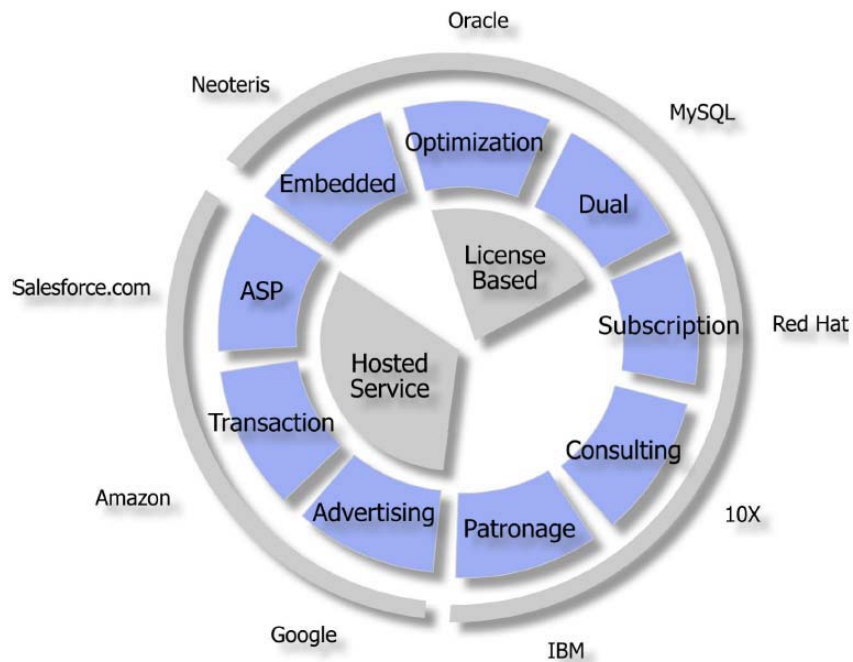 Oracle
Neoteris
MySQL
Optimization
Embedded
Dual
License
Based
ASP
Salesforce.com
Subscription
Red Hat
Hosted
Service
Transaction
Consulting
Amazon
Advertising
Patronage
10X
Google
IBM